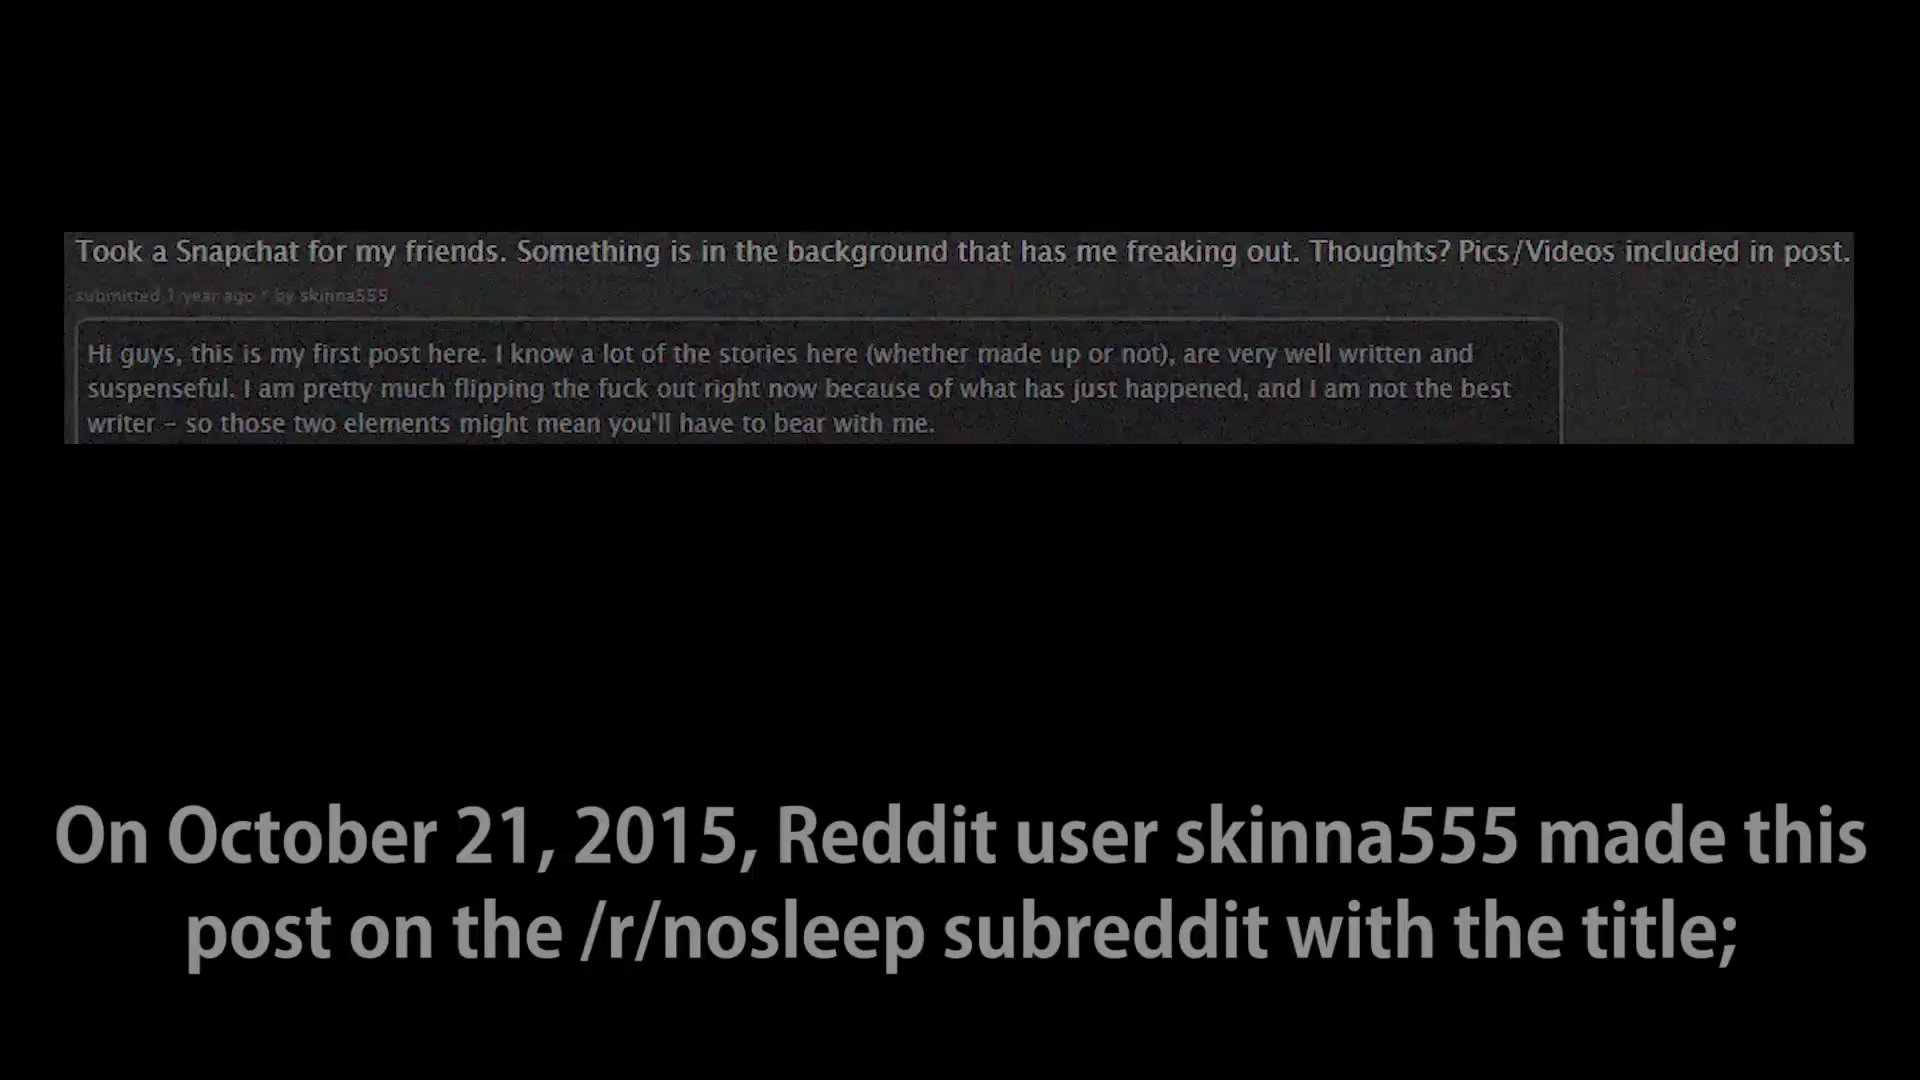 Took a Snapchat for my friends. Something is in the background that has me freaking out. Thoughts? Pics/Videos included in post.
submitted 1 year ago * by skinna555
Hi guys, this is my first post here. I know a lot of the stories here (whether made up or not), are very well written and
suspenseful. I am pretty much flipping the fuck out right now because of what has just happened, and I am not the best
writer – so those two elements might mean you'll have to bear with me.
On October 21, 2015, Reddit user skinna555 made this
post on the /r/nosleep subreddit with the title;